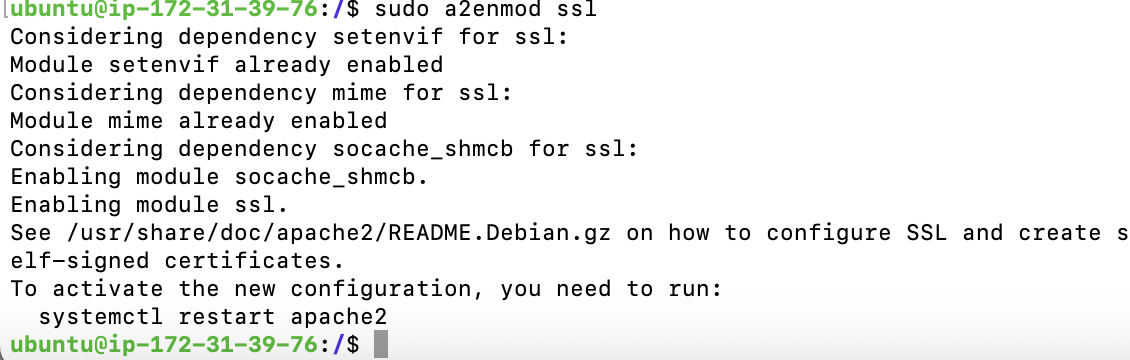 ubuntu@ip-172-31-39-76:/$ sudo a2enmod ssl
Considering dependency setenvif for ssl:
Module setenvif already enabled
Considering dependency mime for ssl:
Module mime already enabled
Considering dependency socache_shmcb for ssl:
Enabling module socache_shmcb.
Enabling module ssl.
See /usr/share/doc/apache2/README.Debian.gz on how to configure SSL and create s
elf-signed certificates.
To activate the new configuration, you need to run:
  systemctl restart apache2
ubuntu@ip-172-31-39-76:/$